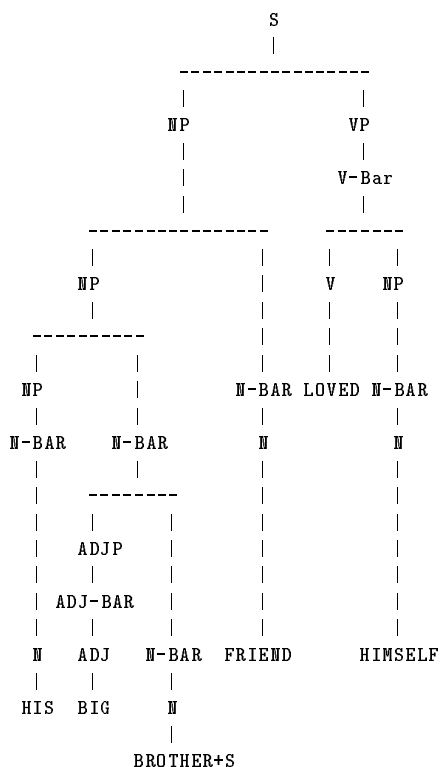 S
NP VP
V-Bar
NP V NP
NP N-BAR LOVED N-BAR
N-BAR N-BAR N N
ADJP
ADJ-BAR
N ADJ N-BAR FRIEND HIMSELF
HIS BIG N
BROTHER+S